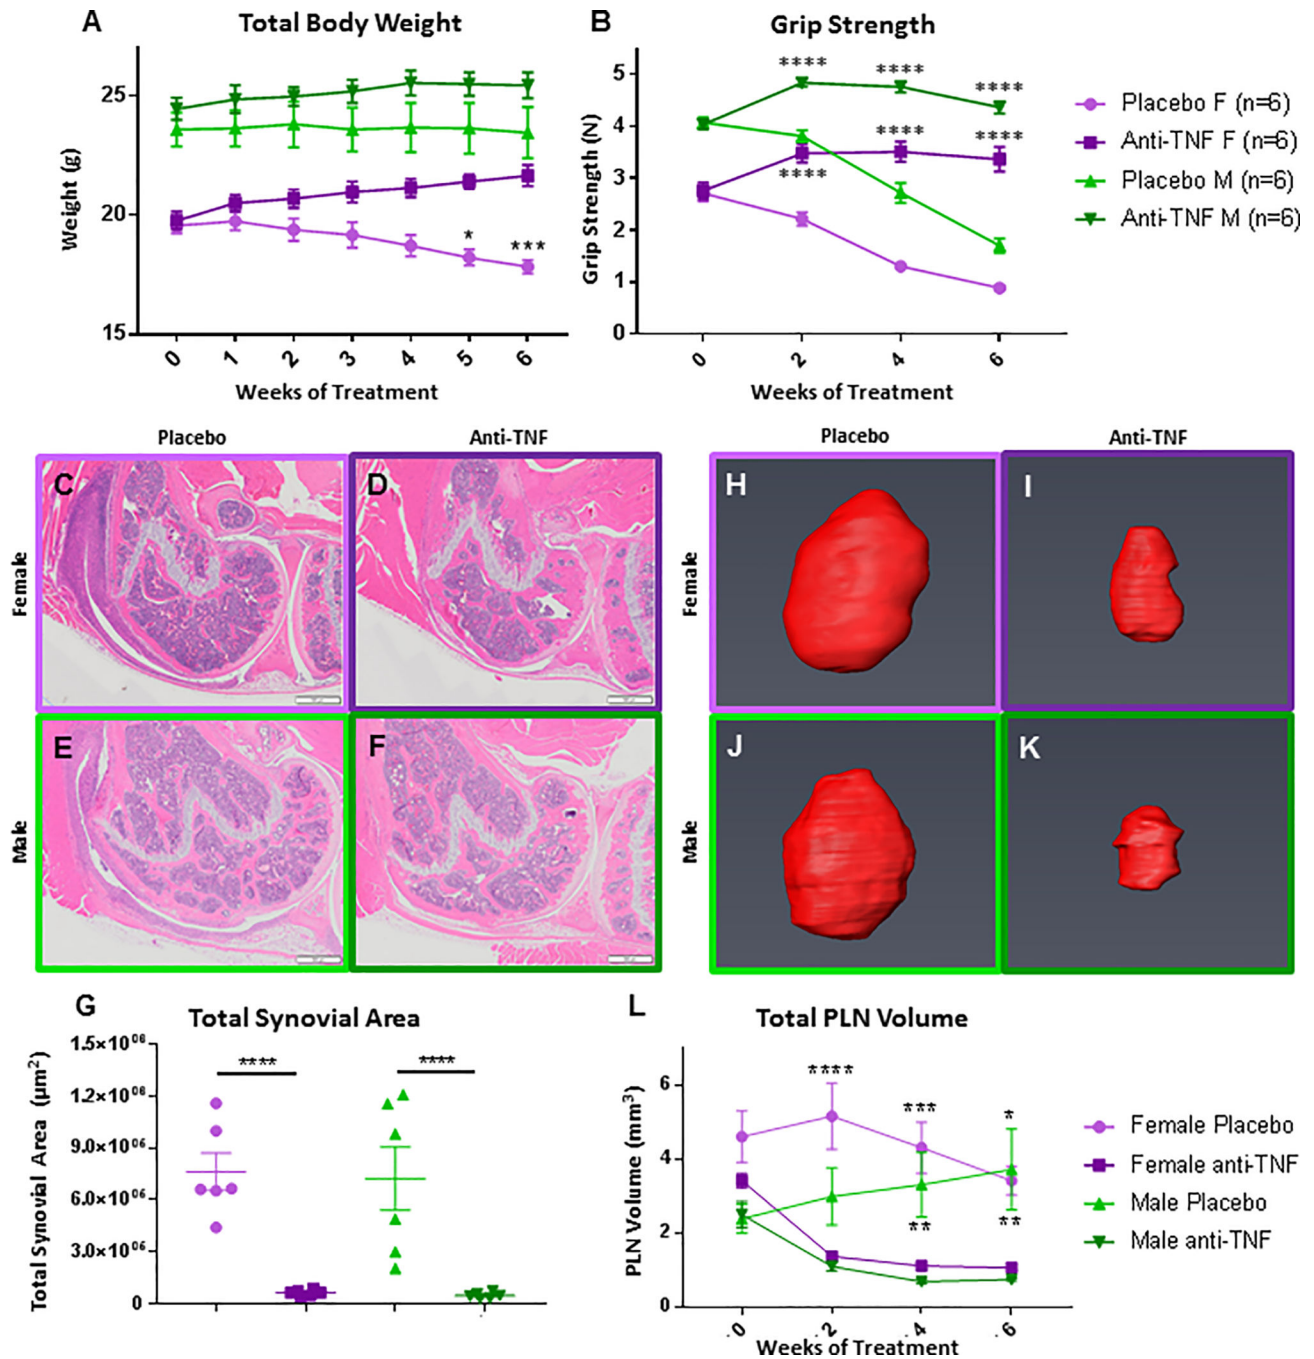 A
Total Body Weight
25
20
15
Weight (g)
0 1 2 3 4 5 6
Weeks of Treatment
*
***
B
Grip Strength
5
4
3
2
1
0
Grip Strength (N)
****
****
****
****
****
****
0 2 4 6
Weeks of Treatment
Placebo F (n=6)
Anti-TNF F (n=6)
Placebo M (n=6)
Anti-TNF M (n=6)
Placebo
Anti-TNF
Female
Male
C
D
E
F
Placebo
Anti-TNF
Female
Male
H
I
J
K
G
Total Synovial Area
Total Synovial Area (µm²)
1.5×10⁰⁶
1.2×10⁰⁶
9.0×10⁰⁶
6.0×10⁰⁶
3.0×10⁰⁶
0
****
****
L
Total PLN Volume
PLN Volume (mm³)
6
4
2
0
****
***
*
**
**
0 2 4 6
Weeks of Treatment
Female Placebo
Female anti-TNF
Male Placebo
Male anti-TNF